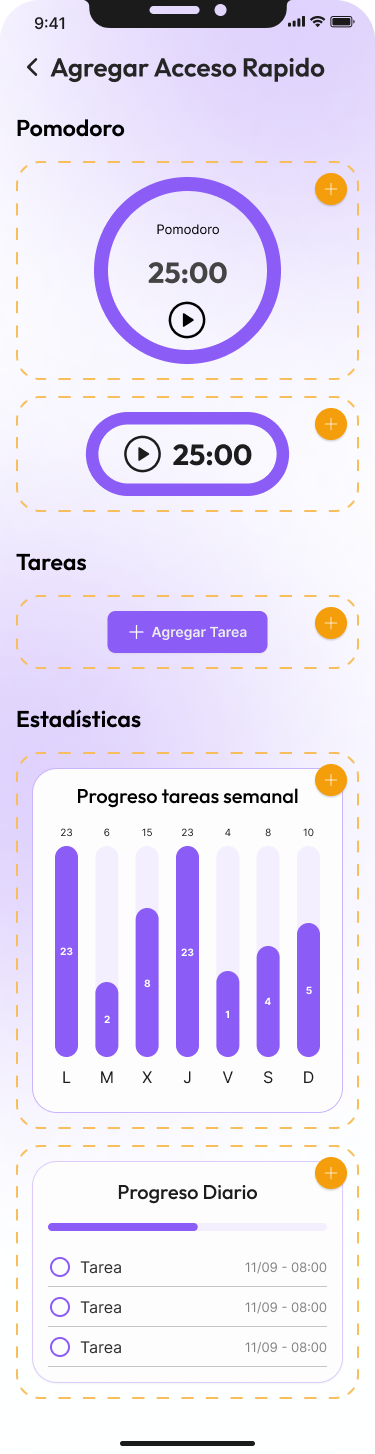 9:41
Agregar Acceso Rapido
Pomodoro
Pomodoro
25:00
25:00
Tareas
Agregar Tarea
Estadísticas
Progreso tareas semanal
23 6 15 23 4 8 10
23 2 8 23 1 4 5
L M X J V S D
Progreso Diario
Tarea 11/09 - 08:00
Tarea 11/09 - 08:00
Tarea 11/09 - 08:00